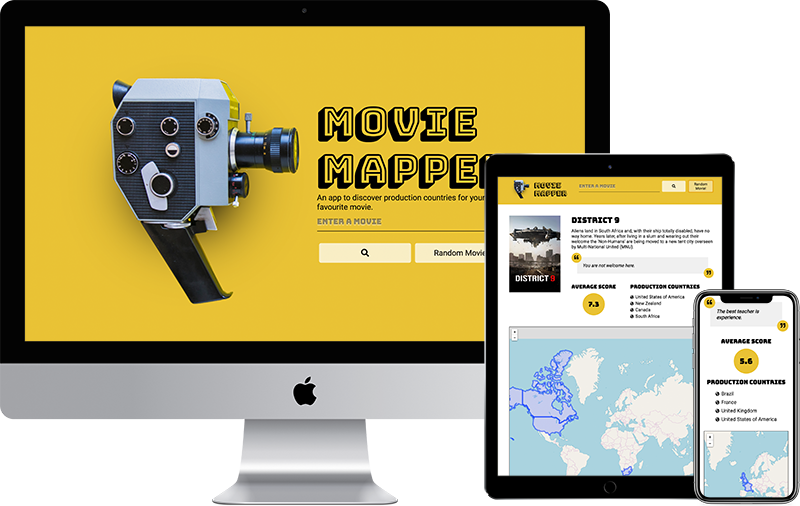 MOVIE
MAPPE
An app to discover production countries for your
favourite movie.
ENTER A MOVIE
Random Movie
MOVIE
MAPPER
ENTER A MOVIE
Random
Movie!
DISTRICT 9
Aliens land in South Africa and, with their ship totally disabled, have no
way home. Years later, after living in a slum and wearing out their
welcome the 'Non-Humans' are being moved to a new tent city overseen
by Multi-National United (MNU).
DISTRICT 9
You are not welcome here.
AVERAGE SCORE
7.3
PRODUCTION COUNTRIES
United States of America
New Zealand
Canada
South Africa
+
-
The best teacher is
experience.
AVERAGE SCORE
5.6
PRODUCTION COUNTRIES
Brazil
France
United Kingdom
United States of America
+
-